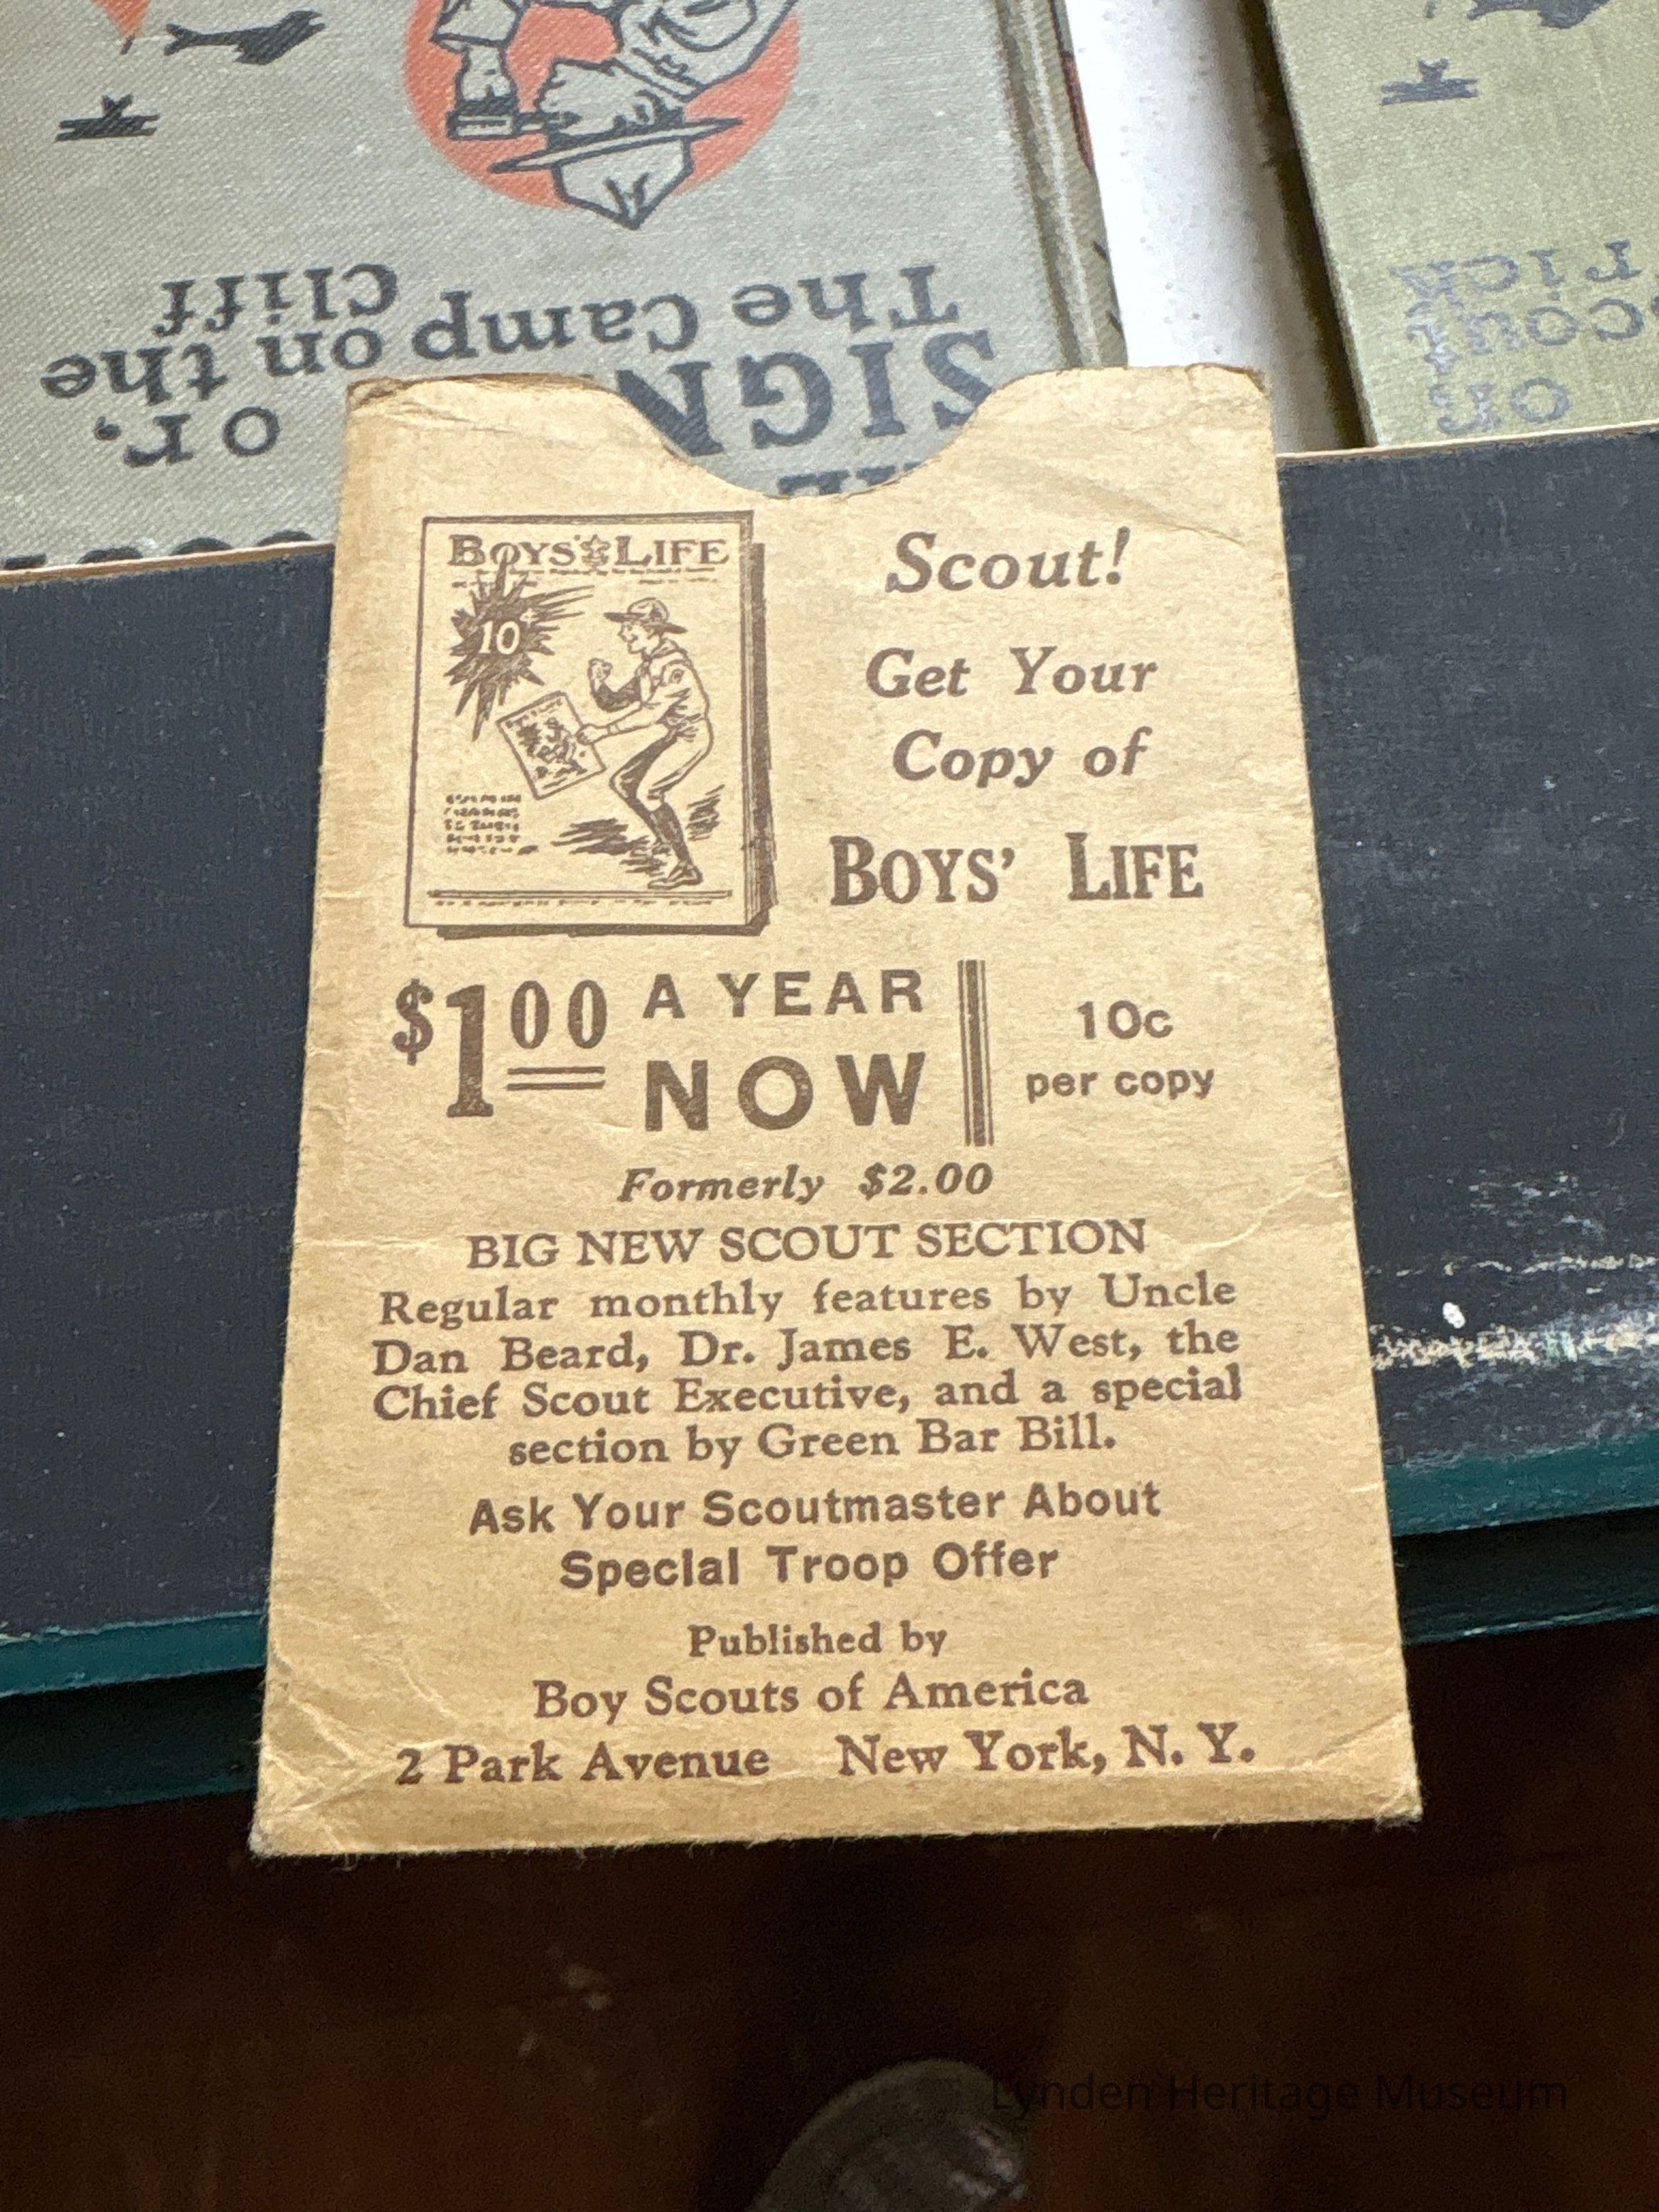 The Camp on the
Cliff
or.
SIGN
Scout
or
BOYS' LIFE
10¢
Scout!
Get Your
Copy of
BOYS' LIFE
$1.00 A YEAR
NOW
10c
per copy
Formerly $2.00
BIG NEW SCOUT SECTION
Regular monthly features by Uncle
Dan Beard, Dr. James E. West, the
Chief Scout Executive, and a special
section by Green Bar Bill.
Ask Your Scoutmaster About
Special Troop Offer
Published by
Boy Scouts of America
2 Park Avenue New York, N. Y.
Lynden Heritage Museum